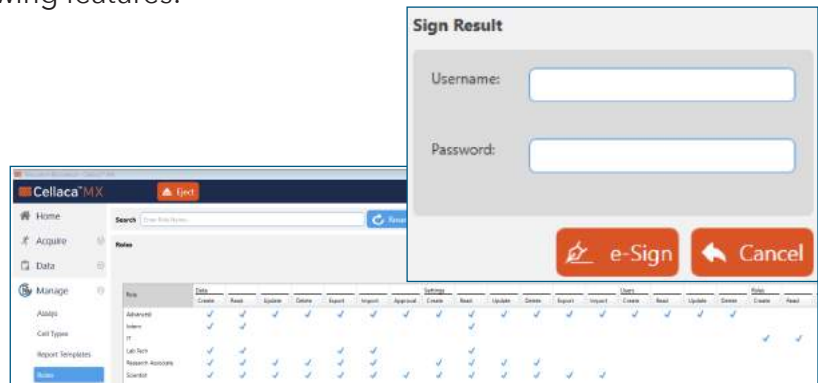 wing features:
Sign Result
Username:
Password:
e-Sign Cancel
Cellaca™MX Eject
Home
Search
Acquire
Roles
Data
Manage
Role
Data Settings Users Roles
Create Read Update Delete Export Import Approval Create Read Update Delete Export Import Create Read Update Delete Create Read
Assays
Advanced
Intern
Cell Types
IT
Report Templates
Lab Tech
Research Associate
Roles
Scientist